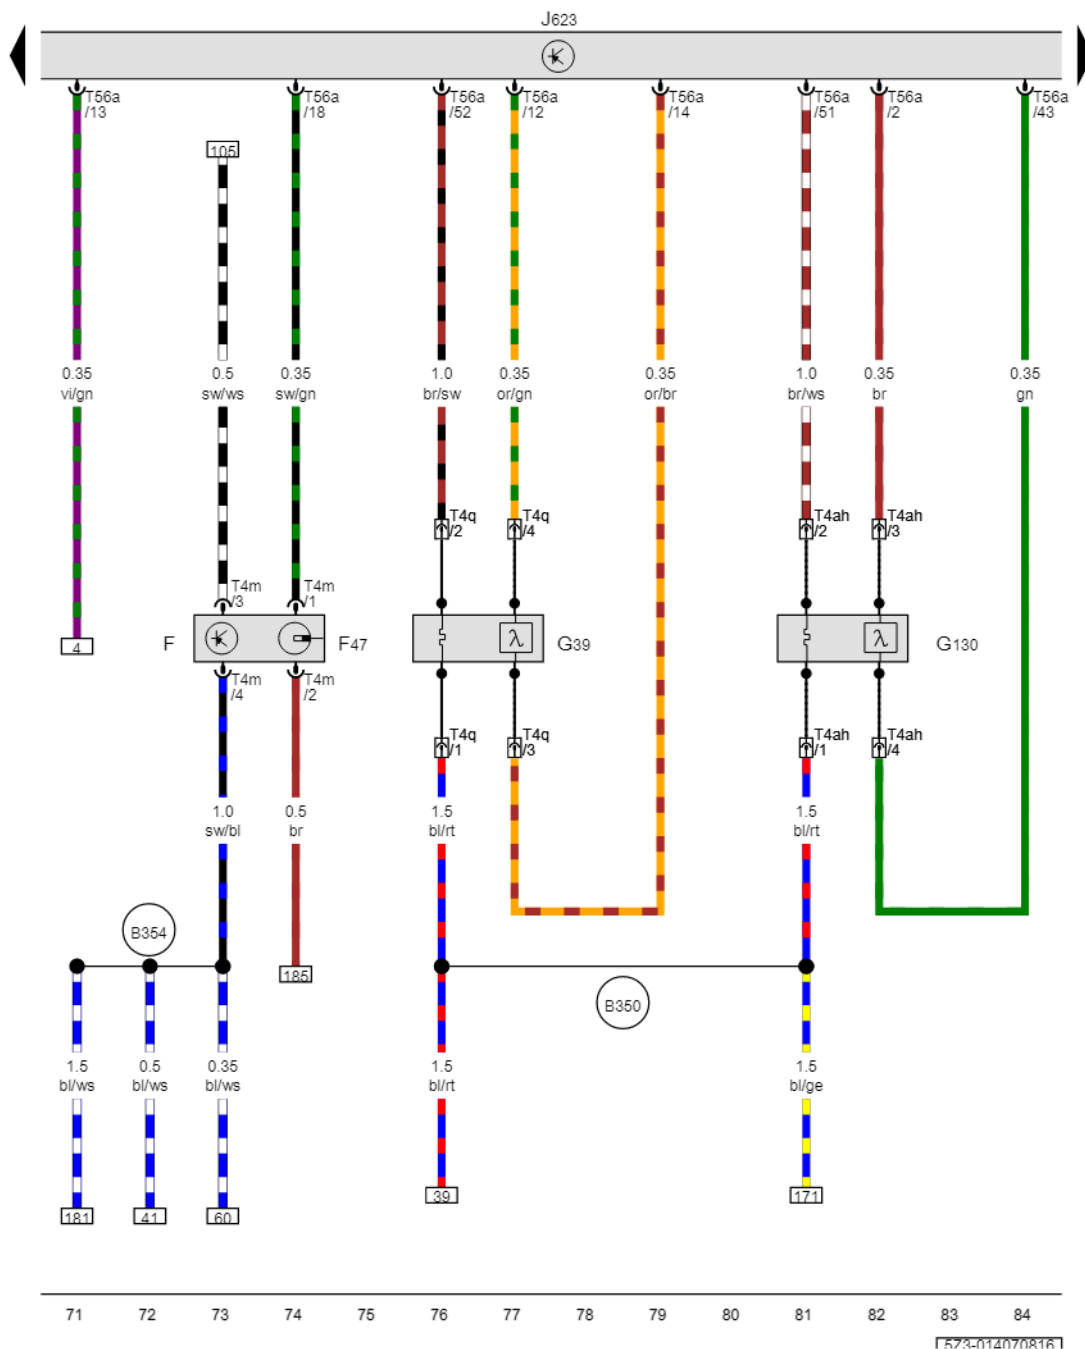 J623
T56a T56a T56a T56a T56a T56a T56a T56a
/13 /18 /52 /12 /14 /51 /2 /43
105
0.35 0.5 0.35 1.0 0.35 0.35 1.0 0.35 0.35
vi/gn sw/ws sw/gn br/sw or/gn or/br br/ws br gn
T4q T4q T4ah T4ah
/2 /4 /2 /3
T4m T4m
/3 /1
4 F F47 λ G39 λ G130
T4m T4m
/4 /2
T4q T4q T4ah T4ah
/1 /3 /1 /4
1.0 0.5 1.5 1.5
sw/bl br bl/rt bl/rt
B354
185
B350
1.5 0.5 0.35 1.5 1.5
bl/ws bl/ws bl/ws bl/rt bl/ge
181 41 60 39 171
71 72 73 74 75 76 77 78 79 80 81 82 83 84
573-014070816